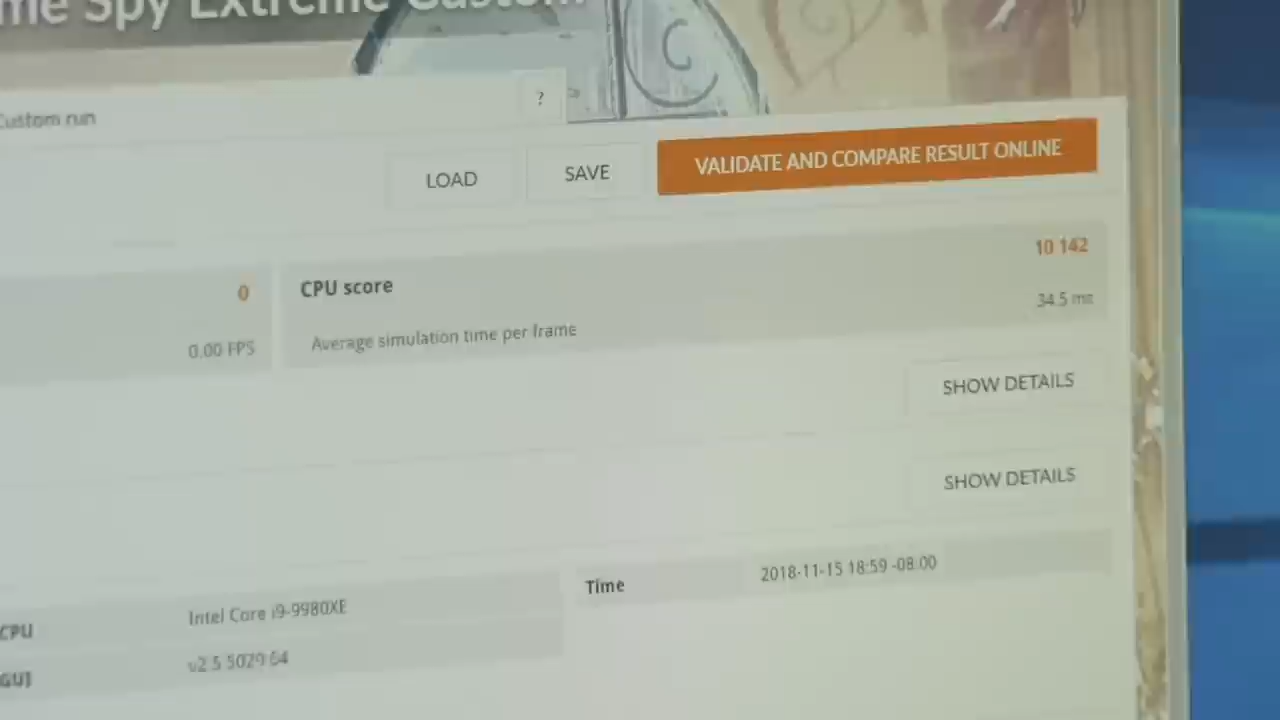 me Spy Extreme Custom
Custom run
?
LOAD
SAVE
VALIDATE AND COMPARE RESULT ONLINE
0
CPU score
10 142
0.00 FPS
Average simulation time per frame
34.5 ms
SHOW DETAILS
SHOW DETAILS
CPU
Intel Core i9-9980XE
Time
2018-11-15 18:59 -08:00
GUI
v2.5.5029 64